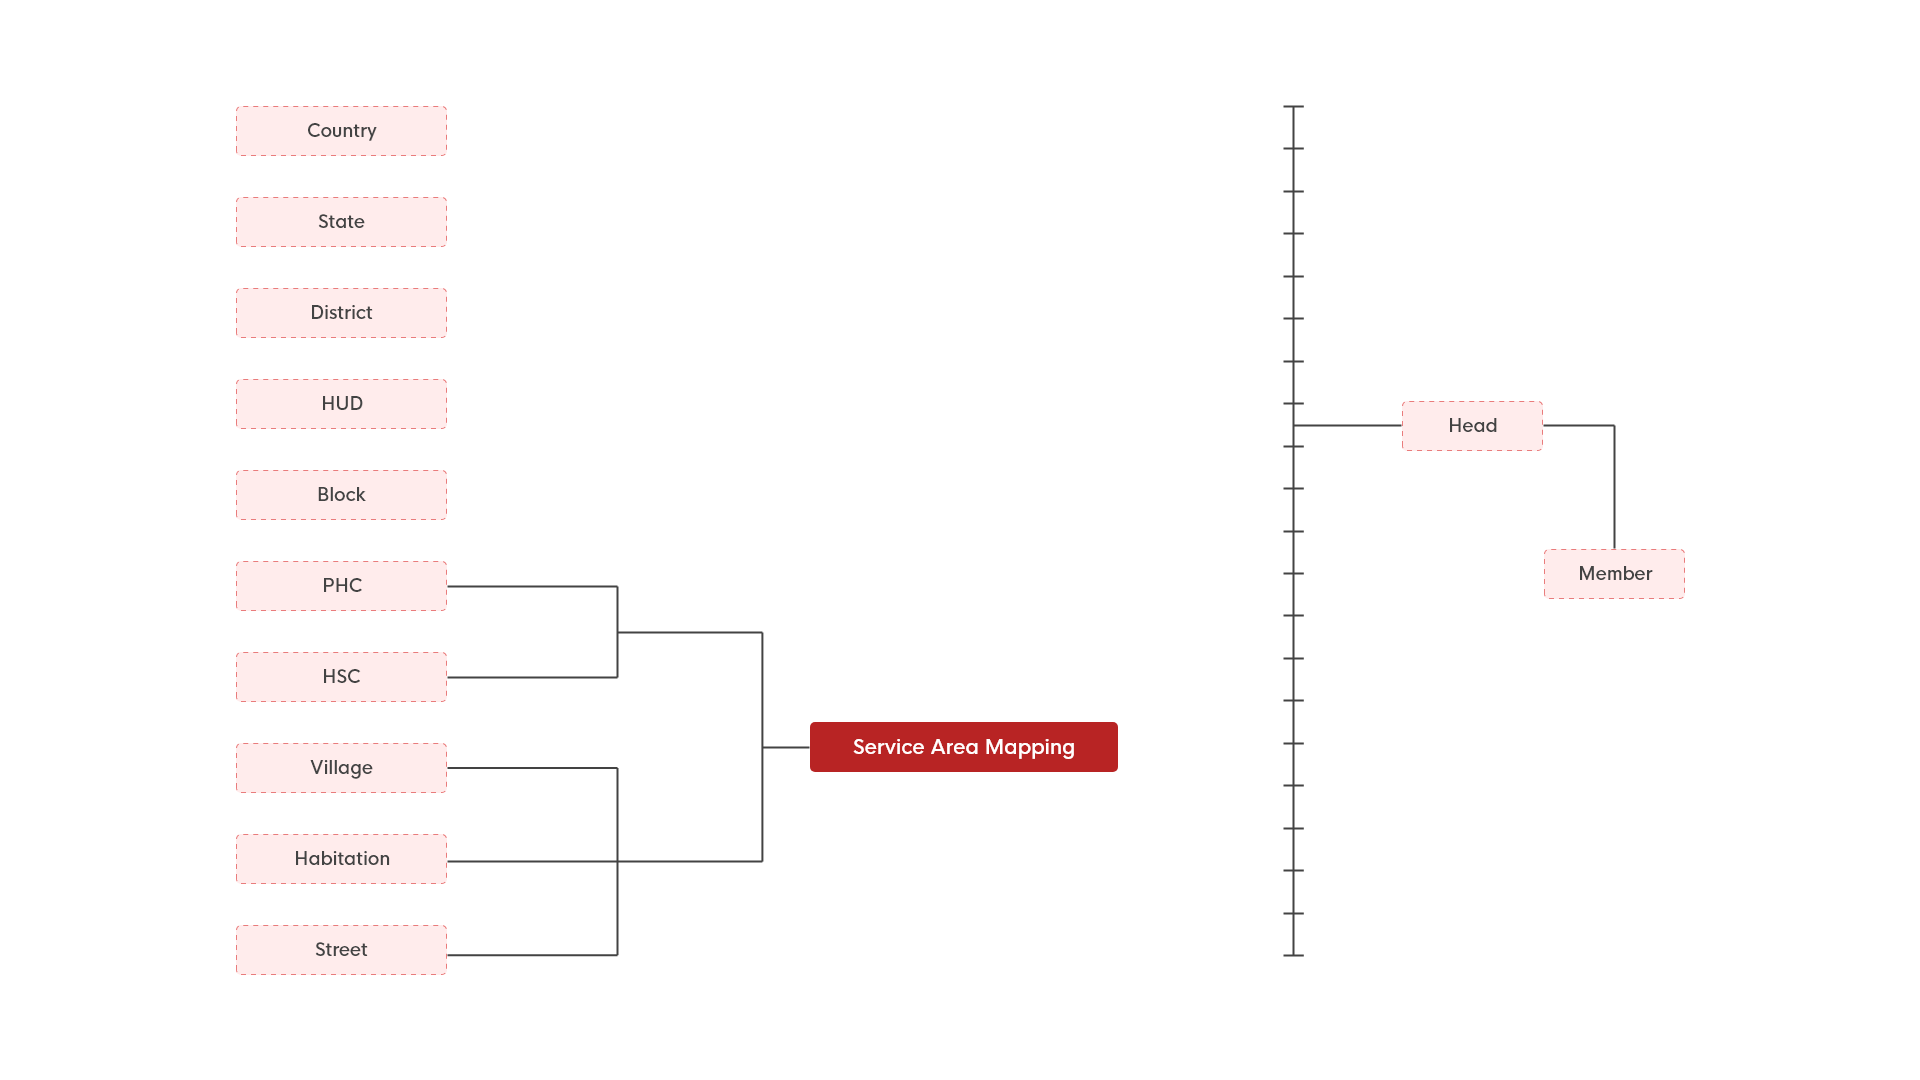 Country
State
District
HUD
Block
PHC
HSC
Village
Habitation
Street
Service Area Mapping
Head
Member